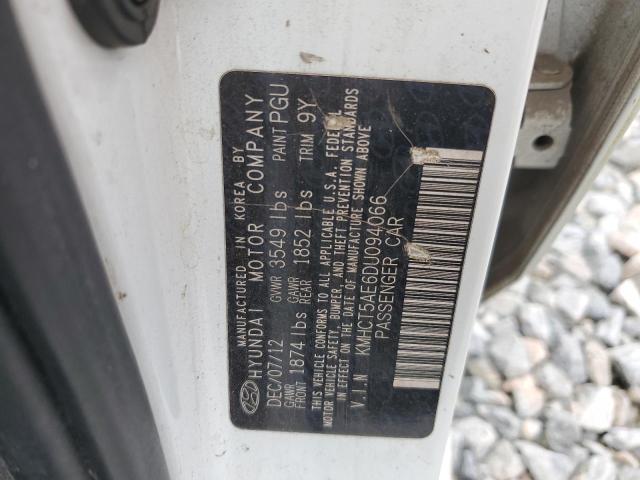 MANUFACTURED IN KOREA BY
HYUNDAI MOTOR COMPANY
DEC/07/12 GVWR 3549 lbs PAINT PGU
GAWR FRONT 1874 lbs GAWR REAR 1852 lbs TRIM 9Y
THIS VEHICLE CONFORMS TO ALL APPLICABLE U.S.A. FEDERAL
MOTOR VEHICLE SAFETY, BUMPER, AND THEFT PREVENTION STANDARDS
IN EFFECT ON THE DATE OF MANUFACTURE SHOWN ABOVE
V.I.N KMHCT5AE6DU094066
PASSENGER CAR